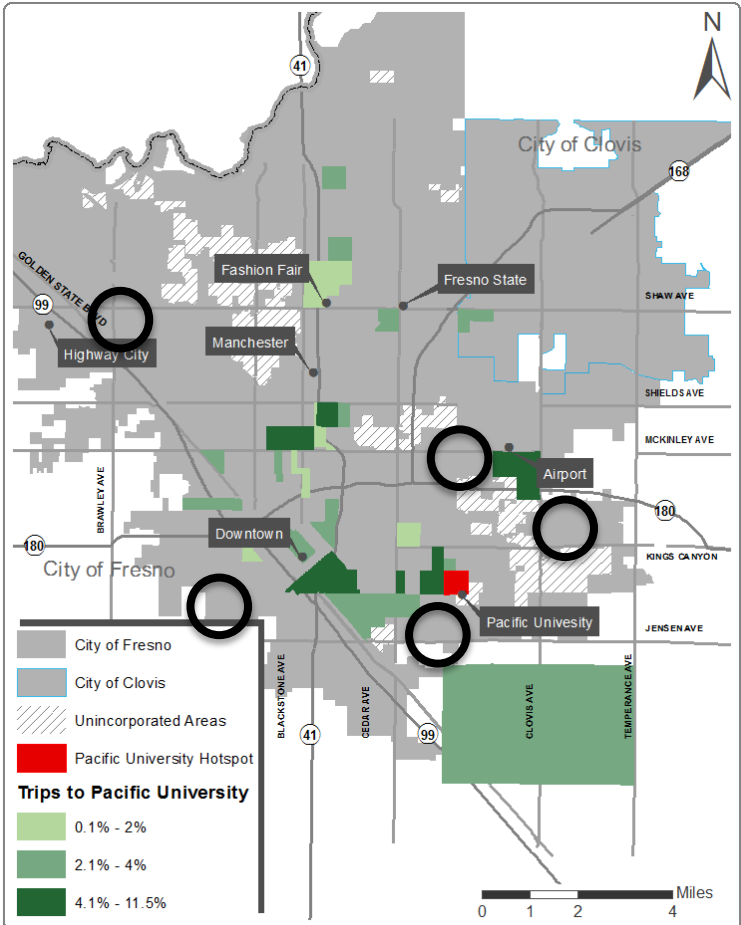 N
41
City of Clovis
168
GOLDEN STATE BLVD
Fashion Fair
Fresno State
99
SHAW AVE
Highway City
Manchester
SHIELDS AVE
MCKINLEY AVE
Airport
BRAWLEY AVE
180
Downtown
180
KINGS CANYON
City of Fresno
Pacific Univesity
JENSEN AVE
BLACKSTONE AVE
CEDAR AVE
CLOVIS AVE
TEMPERANCE AVE
41
99
City of Fresno
City of Clovis
Unincorporated Areas
Pacific University Hotspot
Trips to Pacific University
0.1% - 2%
2.1% - 4%
4.1% - 11.5%
Miles
0 1 2 4